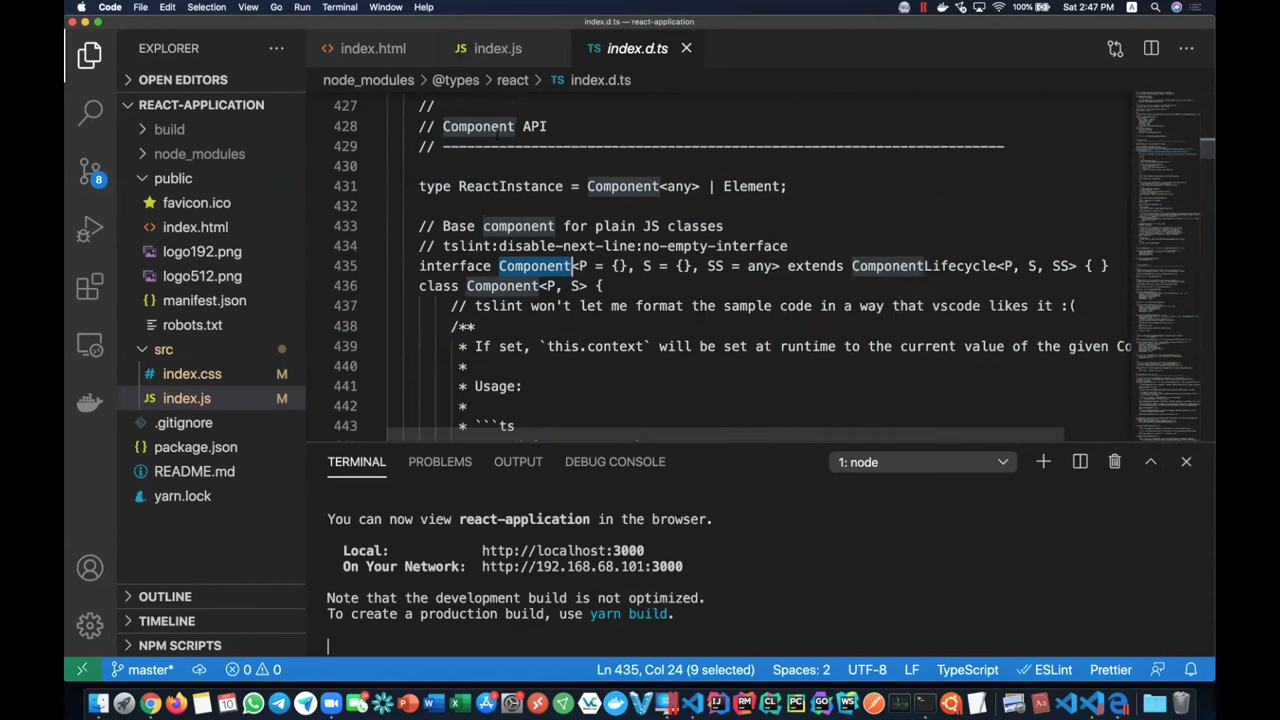 Code File Edit Selection View Go Run Terminal Window Help 100% Sat 2:47 PM A
index.d.ts — react-application
EXPLORER
OPEN EDITORS
REACT-APPLICATION
build
node_modules
public
favicon.ico
index.html
logo192.png
logo512.png
manifest.json
robots.txt
src
index.css M
JS index.js M
.gitignore
package.json
README.md
yarn.lock
OUTLINE
TIMELINE
NPM SCRIPTS
8
index.html JS index.js TS index.d.ts
node_modules > @types > react > TS index.d.ts
427 //
428 // Component API
429 // ----------------------------------------------------------------------
430
431 type ReactInstance = Component<any> | Element;
432
433 // component for plain JS classes
434 // tslint:disable-next-line:no-empty-interface
435 interface Component<P = {}, S = {}, SS = any> extends ComponentLifecycle<P, S, SS> { }
436 class Component<P, S> {
437 // tslint won't let me format the sample code in a way that vscode likes it :(
438 /**
439 * If set, `this.context` will be set at runtime to the current value of the given Co
440
441 * Usage:
442
443 * ```ts
TERMINAL PROBLEMS OUTPUT DEBUG CONSOLE 1: node
You can now view react-application in the browser.
Local: http://localhost:3000
On Your Network: http://192.168.68.101:3000
Note that the development build is not optimized.
To create a production build, use yarn build.
master* 0 0 Ln 435, Col 24 (9 selected) Spaces: 2 UTF-8 LF TypeScript ESLint Prettier